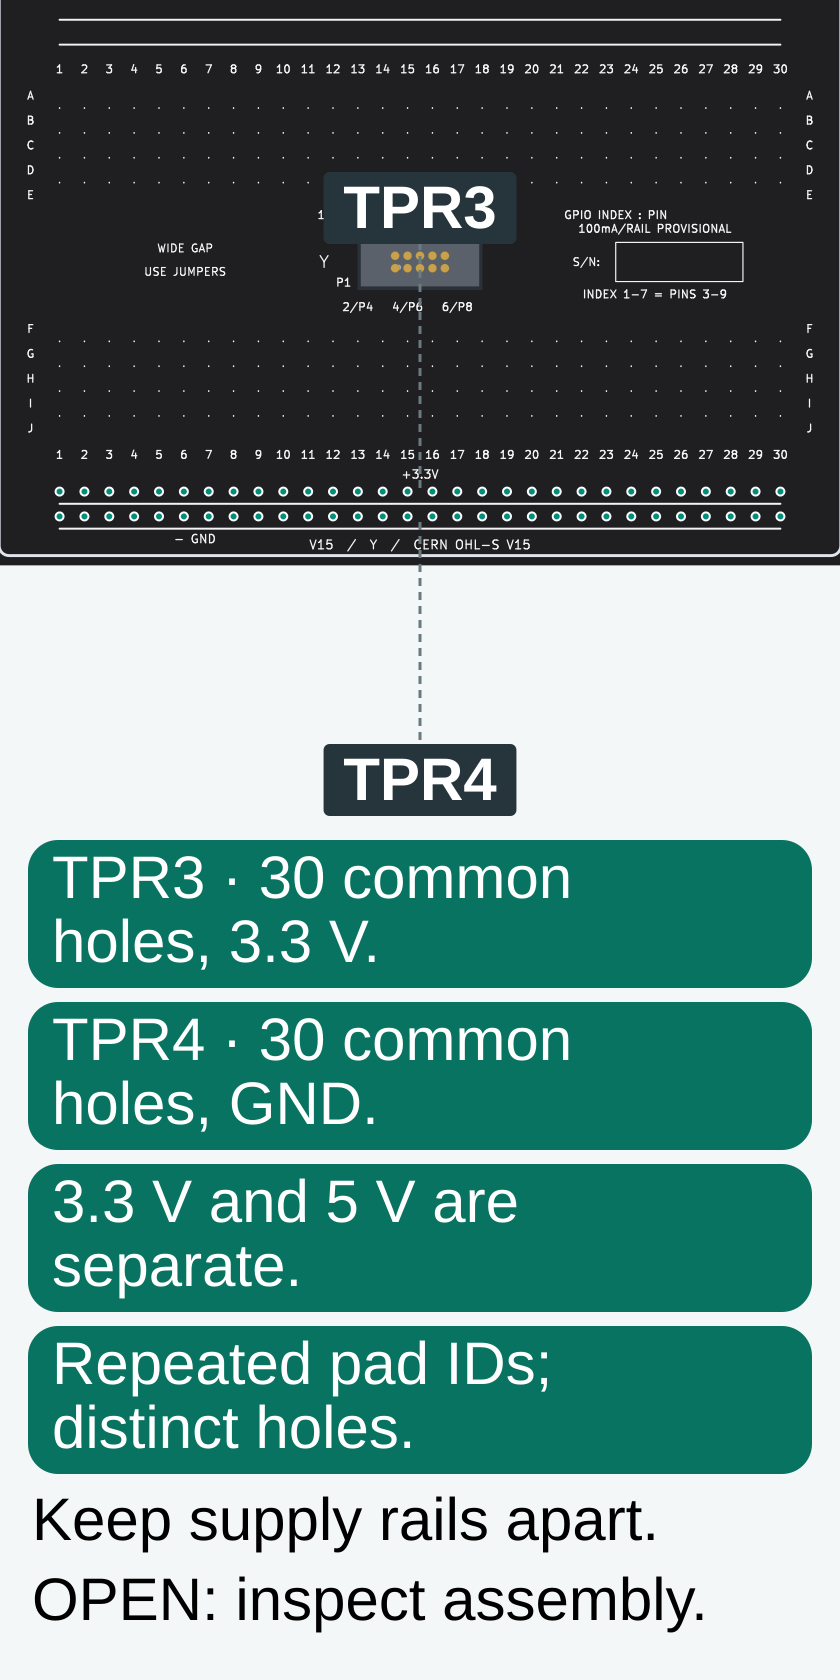 1 2 3 4 5 6 7 8 9 10 11 12 13 14 15 16 17 18 19 20 21 22 23 24 25 26 27 28 29 30
A A
B B
C C
D D
E E
TPR3
1
GPIO INDEX : PIN
100mA/RAIL PROVISIONAL
WIDE GAP
USE JUMPERS
Y
S/N:
P1
INDEX 1-7 = PINS 3-9
2/P4 4/P6 6/P8
F F
G G
H H
I I
J J
1 2 3 4 5 6 7 8 9 10 11 12 13 14 15 16 17 18 19 20 21 22 23 24 25 26 27 28 29 30
+3.3V
- GND
V15 / Y / CERN OHL-S V15
TPR4
TPR3 · 30 common
holes, 3.3 V.
TPR4 · 30 common
holes, GND.
3.3 V and 5 V are
separate.
Repeated pad IDs;
distinct holes.
Keep supply rails apart.
OPEN: inspect assembly.